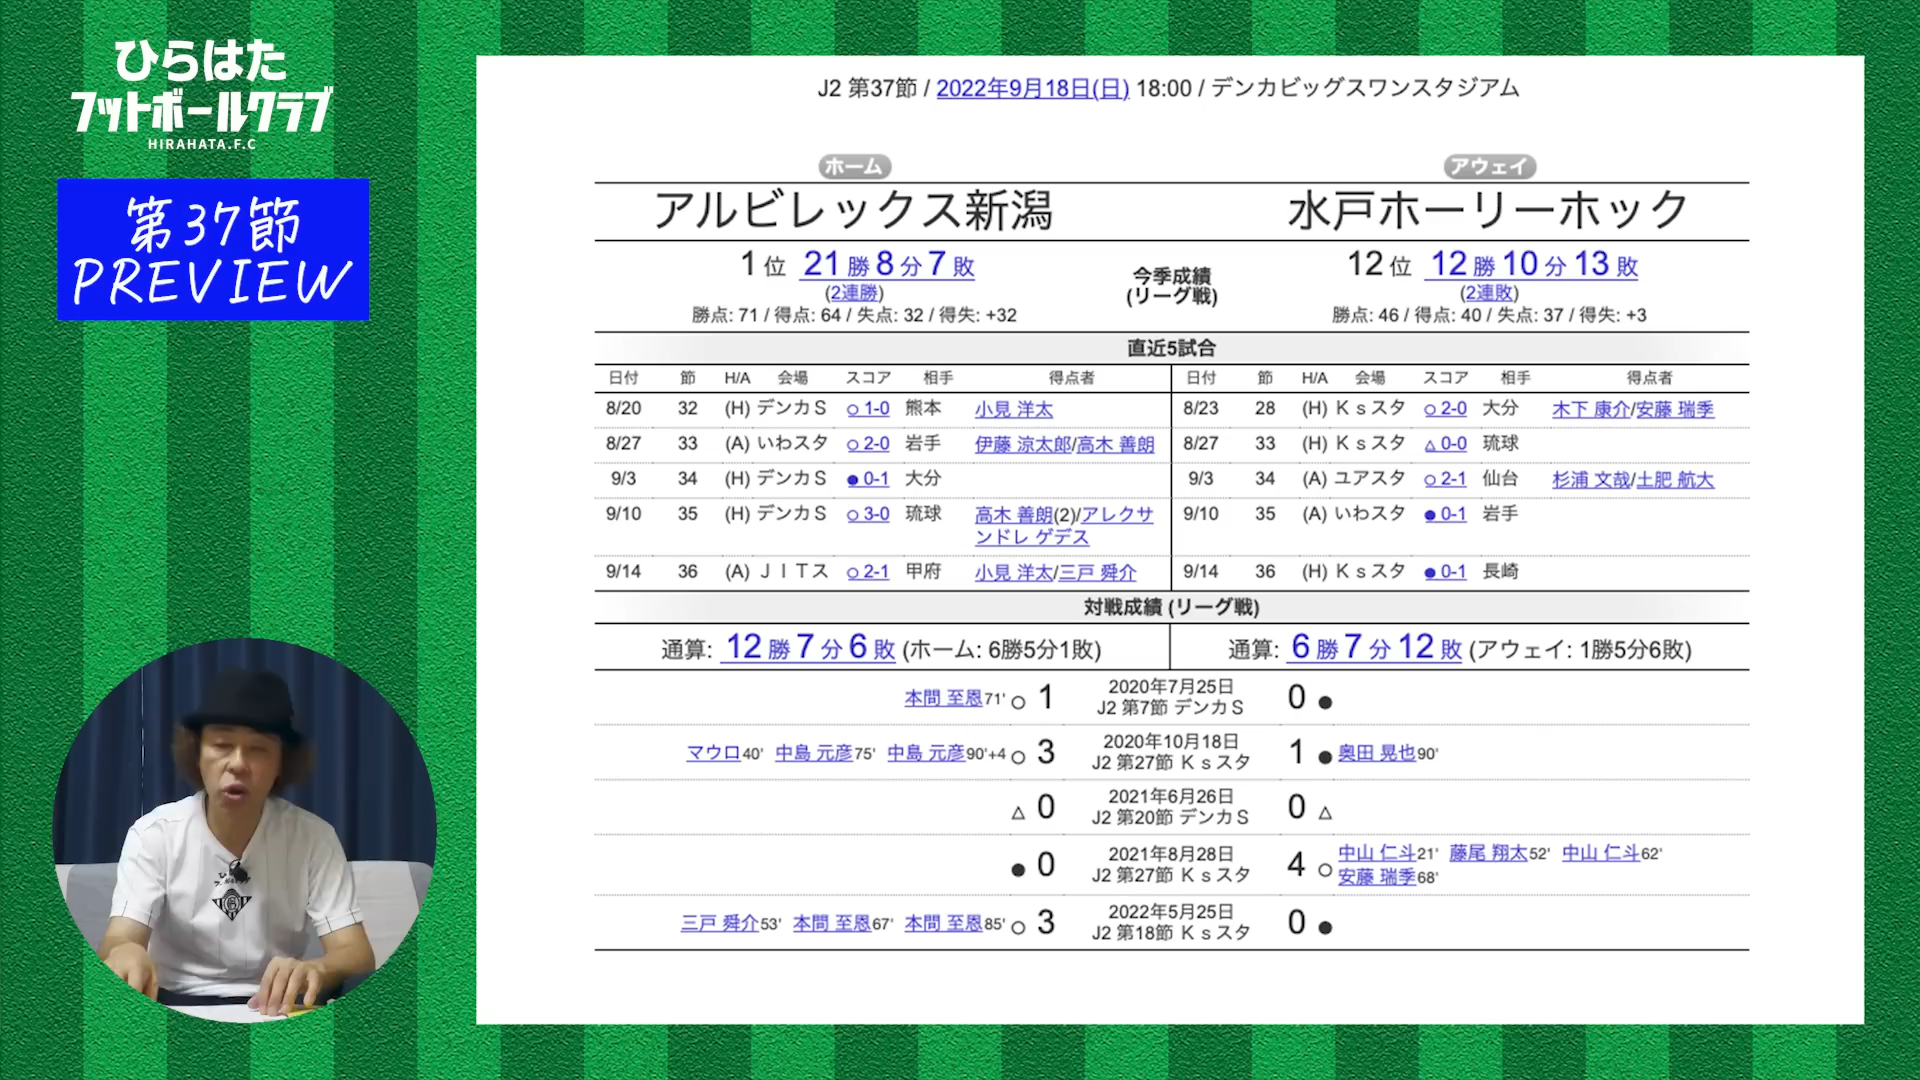 ひらはた
フットボールクラブ
HIRAHATA.F.C
第37節
PREVIEW
J2 第37節 / 2022年9月18日(日) 18:00 / デンカビッグスワンスタジアム
ホーム アウェイ
アルビレックス新潟 水戸ホーリーホック
1位 21勝8分7敗 今季成績 (リーグ戦) 12位 12勝10分13敗
(2連勝) (2連敗)
勝点: 71 / 得点: 64 / 失点: 32 / 得失: +32 勝点: 46 / 得点: 40 / 失点: 37 / 得失: +3
直近5試合
日付 節 H/A 会場 スコア 相手 得点者 日付 節 H/A 会場 スコア 相手 得点者
8/20 32 (H) デンカS ○ 1-0 熊本 小見 洋太 8/23 28 (H) Ksスタ ○ 2-0 大分 木下 康介/安藤 瑞季
8/27 33 (A) いわスタ ○ 2-0 岩手 伊藤 涼太郎/高木 善朗 8/27 33 (H) Ksスタ △ 0-0 琉球
9/3 34 (H) デンカS ● 0-1 大分 9/3 34 (A) ユアスタ ○ 2-1 仙台 杉浦 文哉/土肥 航大
9/10 35 (H) デンカS ○ 3-0 琉球 高木 善朗(2)/アレクサ 9/10 35 (A) いわスタ ● 0-1 岩手
ンドレ ゲデス
9/14 36 (A) JITス ○ 2-1 甲府 小見 洋太/三戸 舜介 9/14 36 (H) Ksスタ ● 0-1 長崎
対戦成績 (リーグ戦)
通算: 12勝7分6敗 (ホーム: 6勝5分1敗) 通算: 6勝7分12敗 (アウェイ: 1勝5分6敗)
本間 至恩71' ○ 1 2020年7月25日 0 ●
J2 第7節 デンカS
マウロ40' 中島 元彦75' 中島 元彦90'+4 ○ 3 2020年10月18日 1 ● 奥田 晃也90'
J2 第27節 Ksスタ
△ 0 2021年6月26日 0 △
J2 第20節 デンカS
● 0 2021年8月28日 4 ○ 中山 仁斗21' 藤尾 翔太52' 中山 仁斗62'
J2 第27節 Ksスタ 安藤 瑞季68'
三戸 舜介53' 本間 至恩67' 本間 至恩85' ○ 3 2022年5月25日 0 ●
J2 第18節 Ksスタ